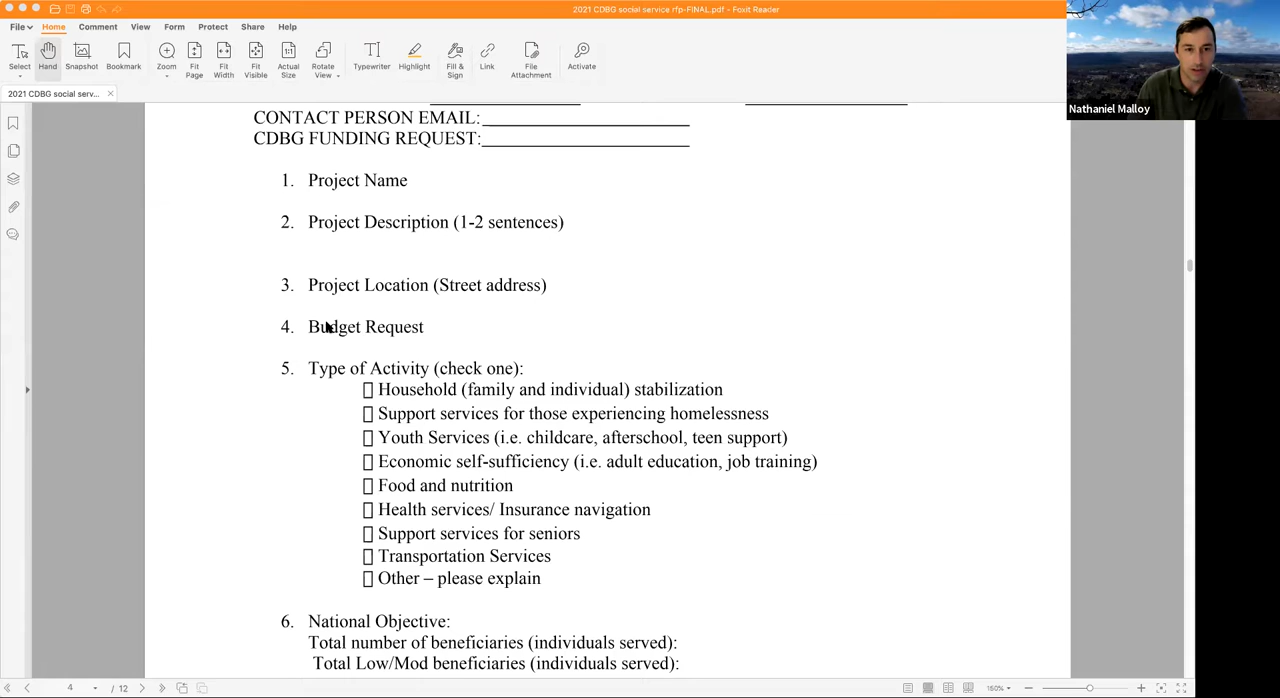 2021 CDBG social service rfp-FINAL.pdf - Foxit Reader
File Home Comment View Form Protect Share Help
Select Hand Snapshot Bookmark Zoom Fit Page Fit Width Fit Visible Actual Size Rotate View Typewriter Highlight Fill & Sign Link File Attachment Activate
Nathaniel Malloy
2021 CDBG social serv...
CONTACT PERSON EMAIL:
CDBG FUNDING REQUEST:
1. Project Name
2. Project Description (1-2 sentences)
3. Project Location (Street address)
4. Budget Request
5. Type of Activity (check one):
Household (family and individual) stabilization
Support services for those experiencing homelessness
Youth Services (i.e. childcare, afterschool, teen support)
Economic self-sufficiency (i.e. adult education, job training)
Food and nutrition
Health services/ Insurance navigation
Support services for seniors
Transportation Services
Other – please explain
6. National Objective:
Total number of beneficiaries (individuals served):
Total Low/Mod beneficiaries (individuals served):
4 / 12 150%